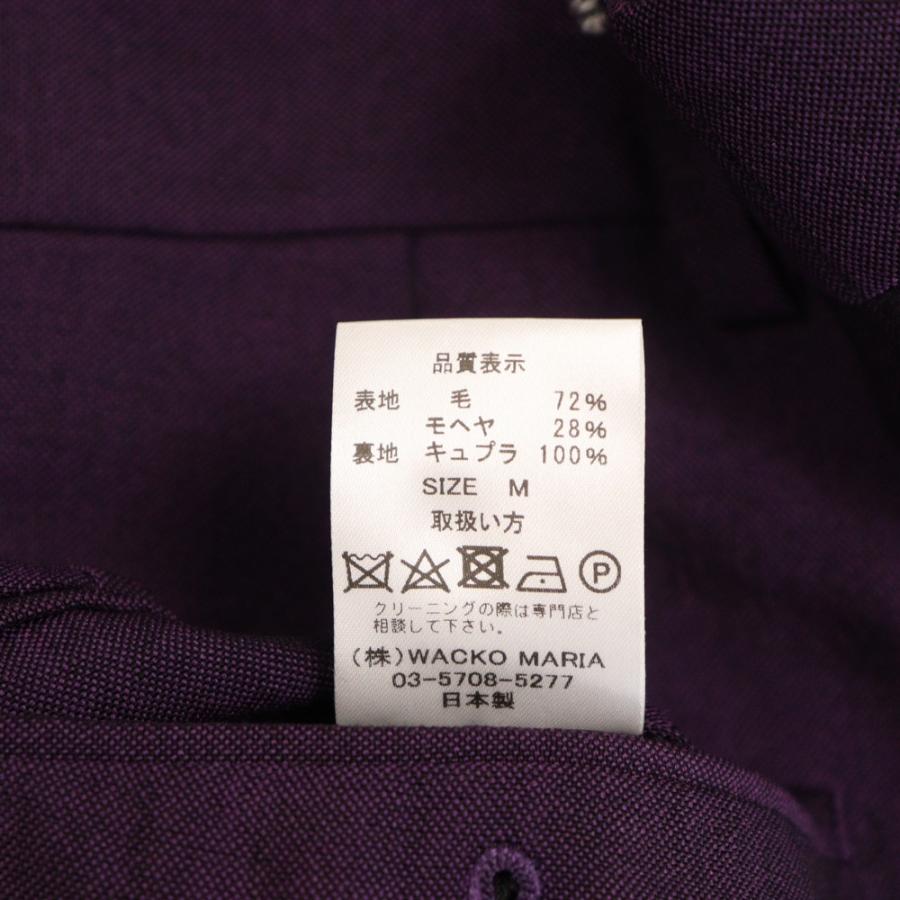 品質表示
表地 毛 72%
モヘヤ 28%
裏地 キュプラ 100%
SIZE M
取扱い方
P
クリーニングの際は専門店と
相談して下さい。
(株)WACKO MARIA
03-5708-5277
日本製